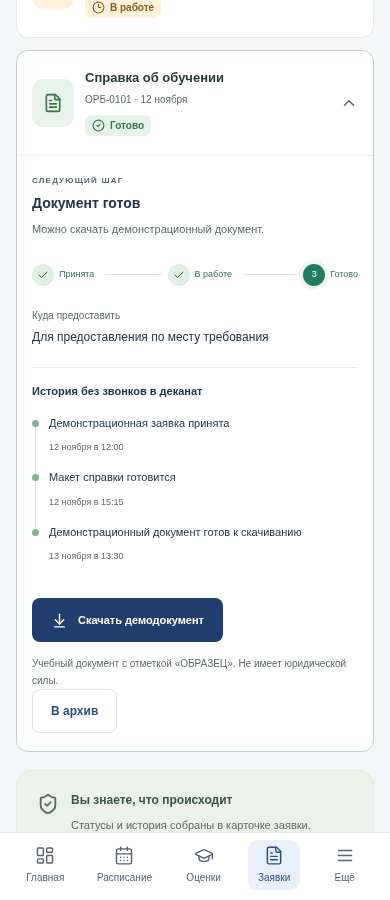 В работе
Справка об обучении
ОРБ-0101 · 12 ноября
Готово
СЛЕДУЮЩИЙ ШАГ
Документ готов
Можно скачать демонстрационный документ.
Принята
В работе
3
Готово
Куда предоставить
Для предоставления по месту требования
История без звонков в деканат
Демонстрационная заявка принята
12 ноября в 12:00
Макет справки готовится
12 ноября в 15:15
Демонстрационный документ готов к скачиванию
13 ноября в 13:30
Скачать демодокумент
Учебный документ с отметкой «ОБРАЗЕЦ». Не имеет юридической
силы.
В архив
Вы знаете, что происходит
Статусы и история собраны в карточке заявки.
Главная
Расписание
Оценки
Заявки
Ещё